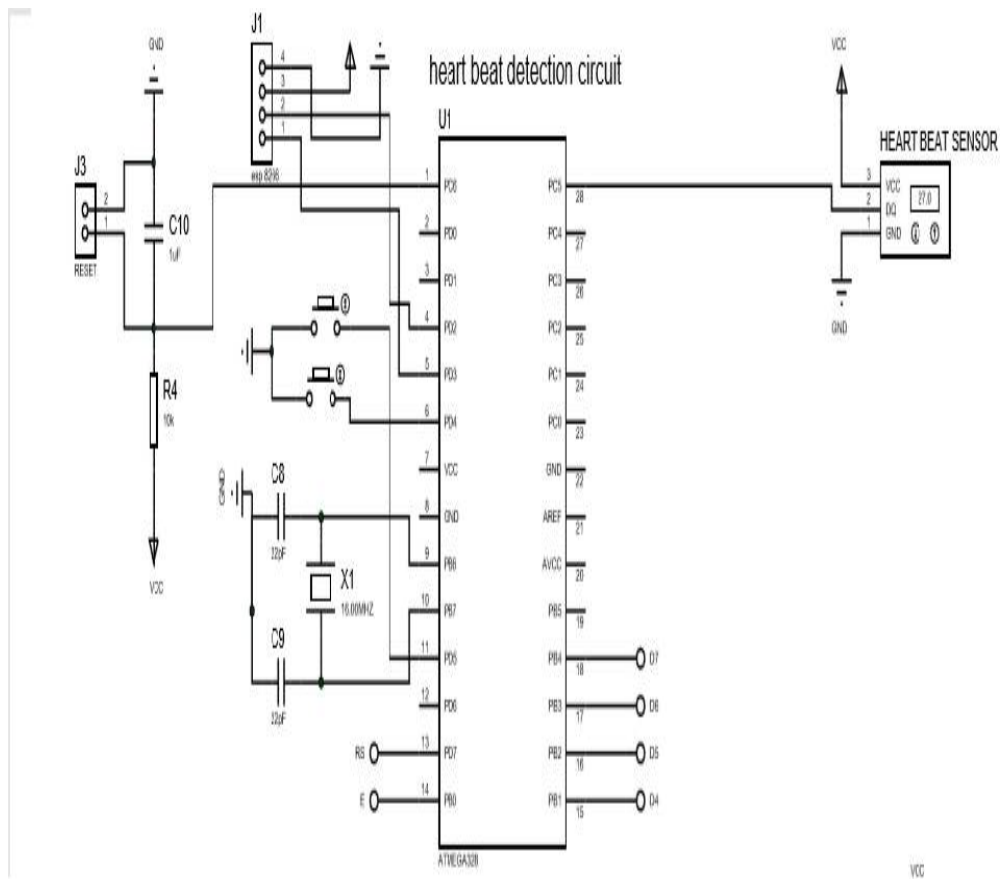 J1
GND
heart beat detection circuit
VCC
4
3
2
1
U1
HEART BEAT SENSOR
J3
esp 8266
2
1
RESET
C10
1uF
1 PC6
2 PD0
3 PD1
4 PD2
5 PD3
6 PD4
7 VCC
8 GND
9 PB6
10 PB7
11 PD5
12 PD6
13 PD7
14 PB0
PC5 28
PC4 27
PC3 26
PC2 25
PC1 24
PC0 23
GND 22
AREF 21
AVCC 20
PB5 19
PB4 18
PB3 17
PB2 16
PB1 15
3 VCC
2 DQ
1 GND
27.0
GND
R4
10k
VCC
GND
C8
22pF
X1
16.00MHZ
C9
22pF
RS
E
D7
D6
D5
D4
ATMEGA328
VCC